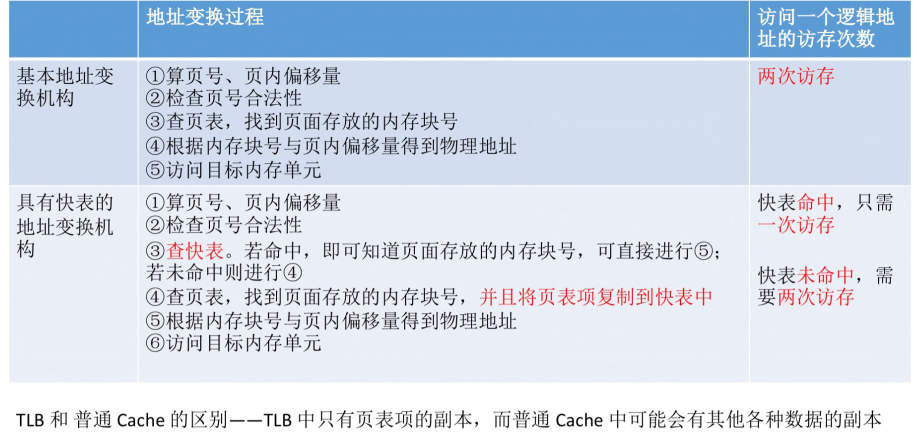 地址变换过程
访问一个逻辑地
址的访存次数
基本地址变
换机构
①算页号、页内偏移量
②检查页号合法性
③查页表，找到页面存放的内存块号
④根据内存块号与页内偏移量得到物理地址
⑤访问目标内存单元
两次访存
具有快表的
地址变换机
构
①算页号、页内偏移量
②检查页号合法性
③查快表。若命中，即可知道页面存放的内存块号，可直接进行⑤；
若未命中则进行④
④查页表，找到页面存放的内存块号，并且将页表项复制到快表中
⑤根据内存块号与页内偏移量得到物理地址
⑥访问目标内存单元
快表命中，只需
一次访存
快表未命中，需
要两次访存
TLB 和 普通 Cache 的区别——TLB 中只有页表项的副本，而普通 Cache 中可能会有其他各种数据的副本